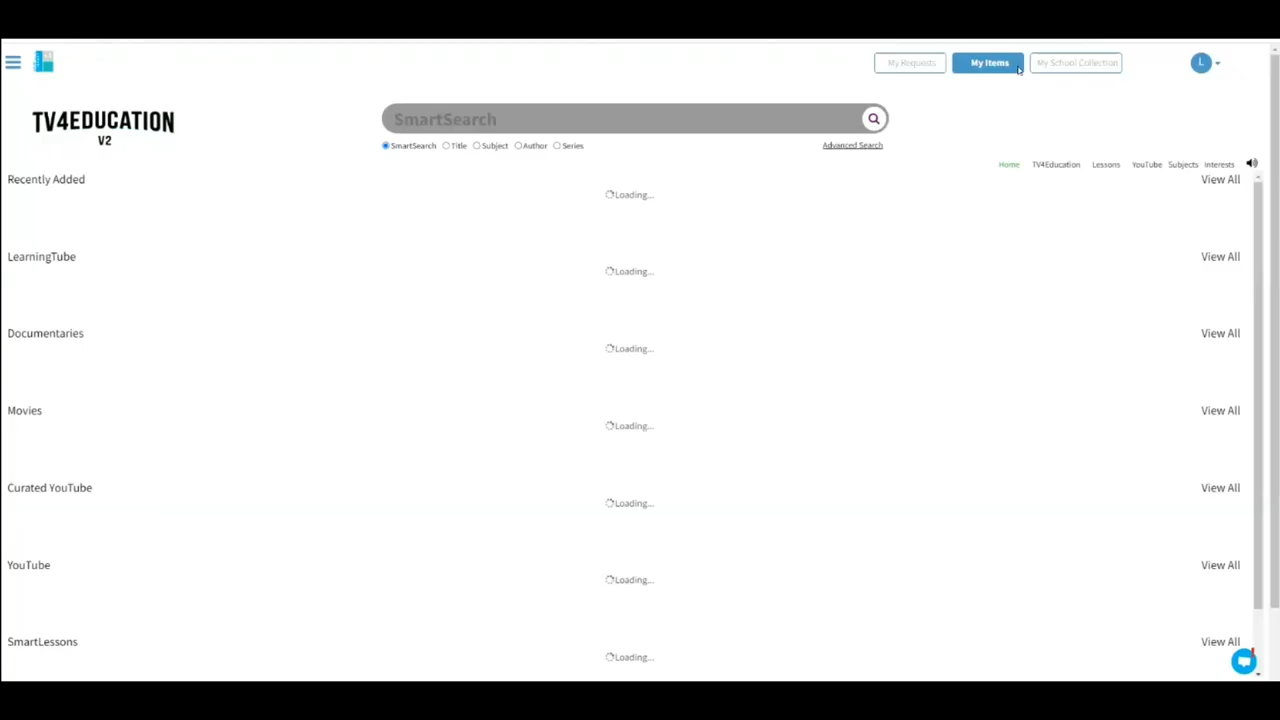 My Requests
My Items
My School Collection
L
TV4EDUCATION
V2
SmartSearch
SmartSearch Title Subject Author Series
Advanced Search
Home TV4Education Lessons YouTube Subjects Interests
Recently Added
View All
Loading...
LearningTube
View All
Loading...
Documentaries
View All
Loading...
Movies
View All
Loading...
Curated YouTube
View All
Loading...
YouTube
View All
Loading...
SmartLessons
View All
Loading...